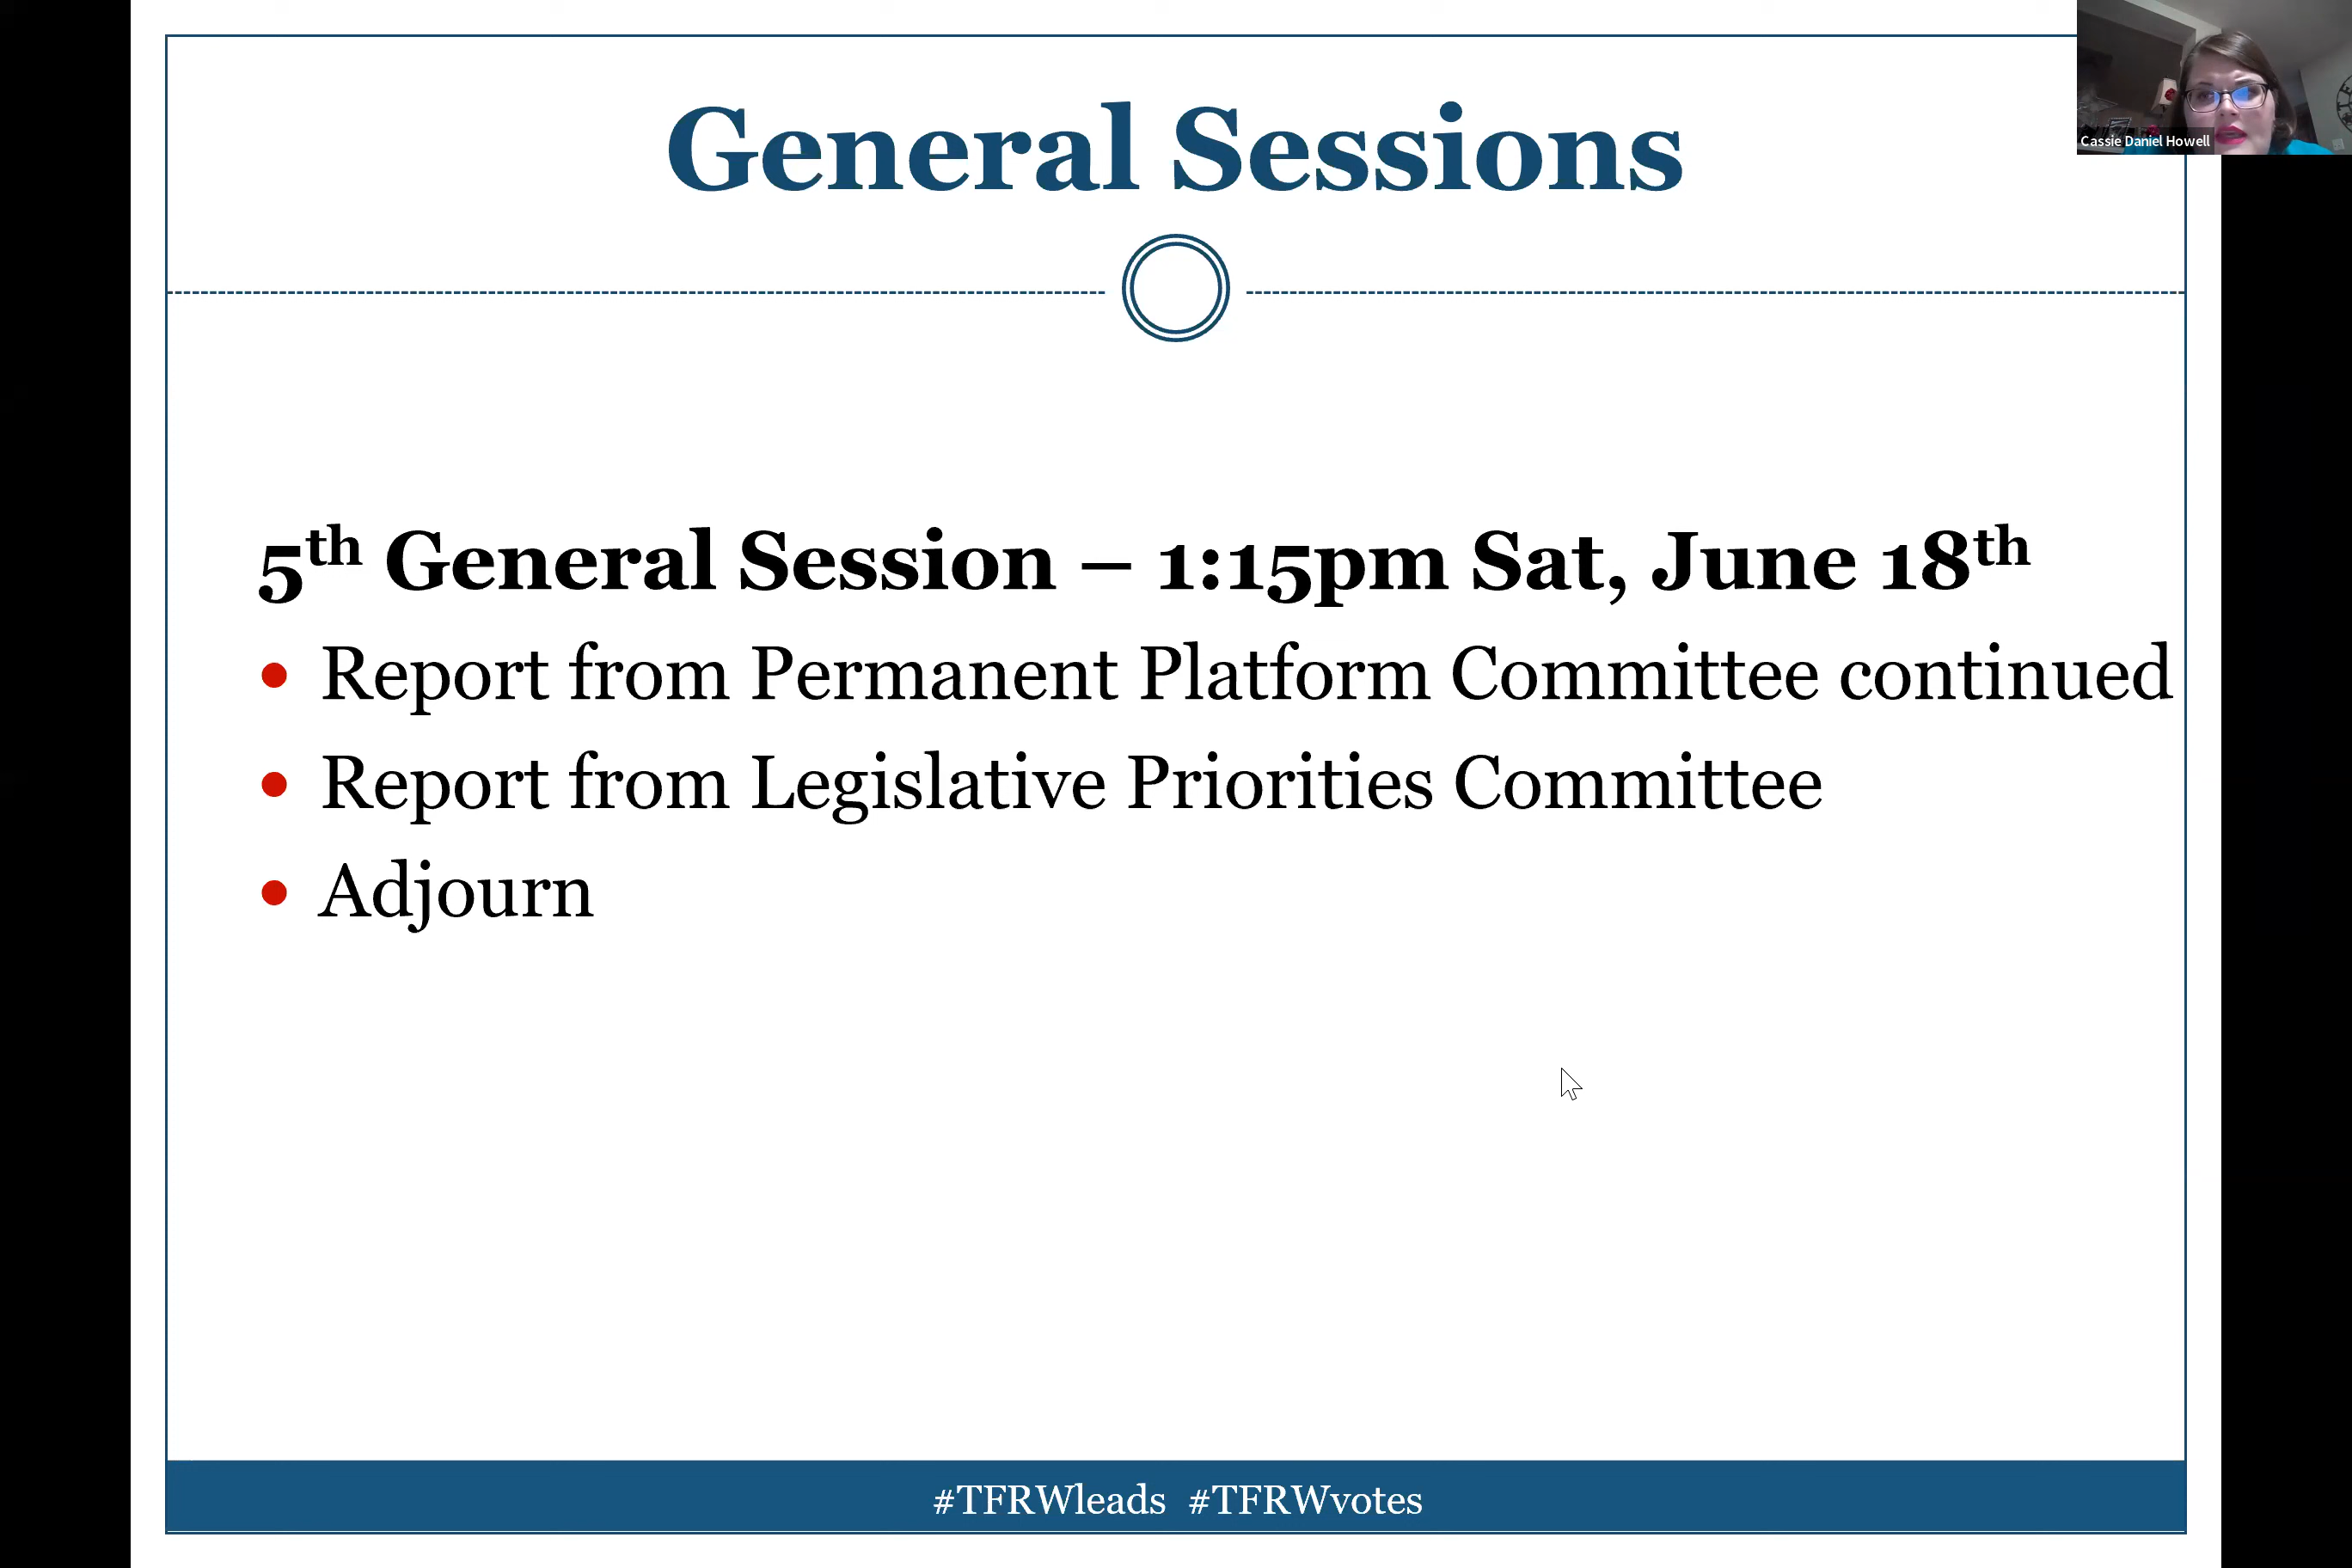 General Sessions
Cassie Daniel Howell
5th General Session – 1:15pm Sat, June 18th
• Report from Permanent Platform Committee continued
• Report from Legislative Priorities Committee
• Adjourn
#TFRWleads #TFRWvotes